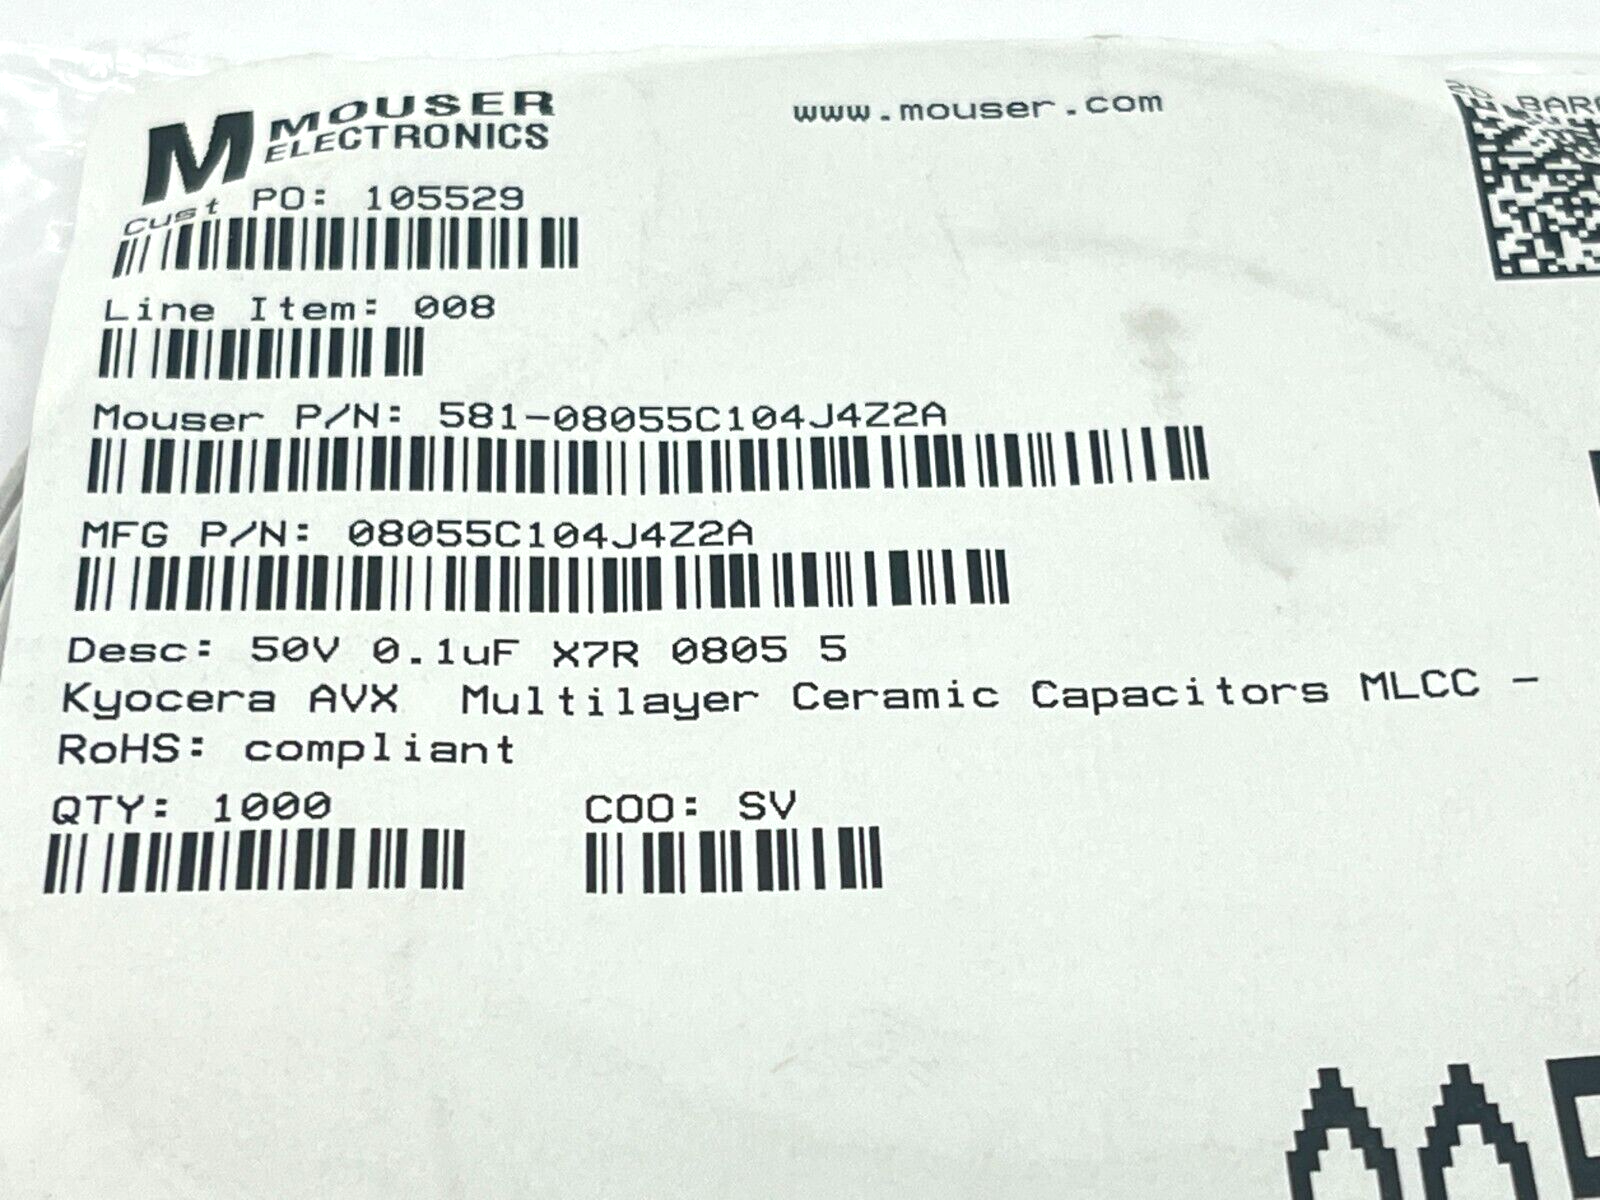 M MOUSER
ELECTRONICS
www.mouser.com
Cust PO: 105529
Line Item: 008
Mouser P/N: 581-08055C104J4Z2A
MFG P/N: 08055C104J4Z2A
Desc: 50V 0.1uF X7R 0805 5
Kyocera AVX Multilayer Ceramic Capacitors MLCC -
RoHS: compliant
QTY: 1000 COO: SV